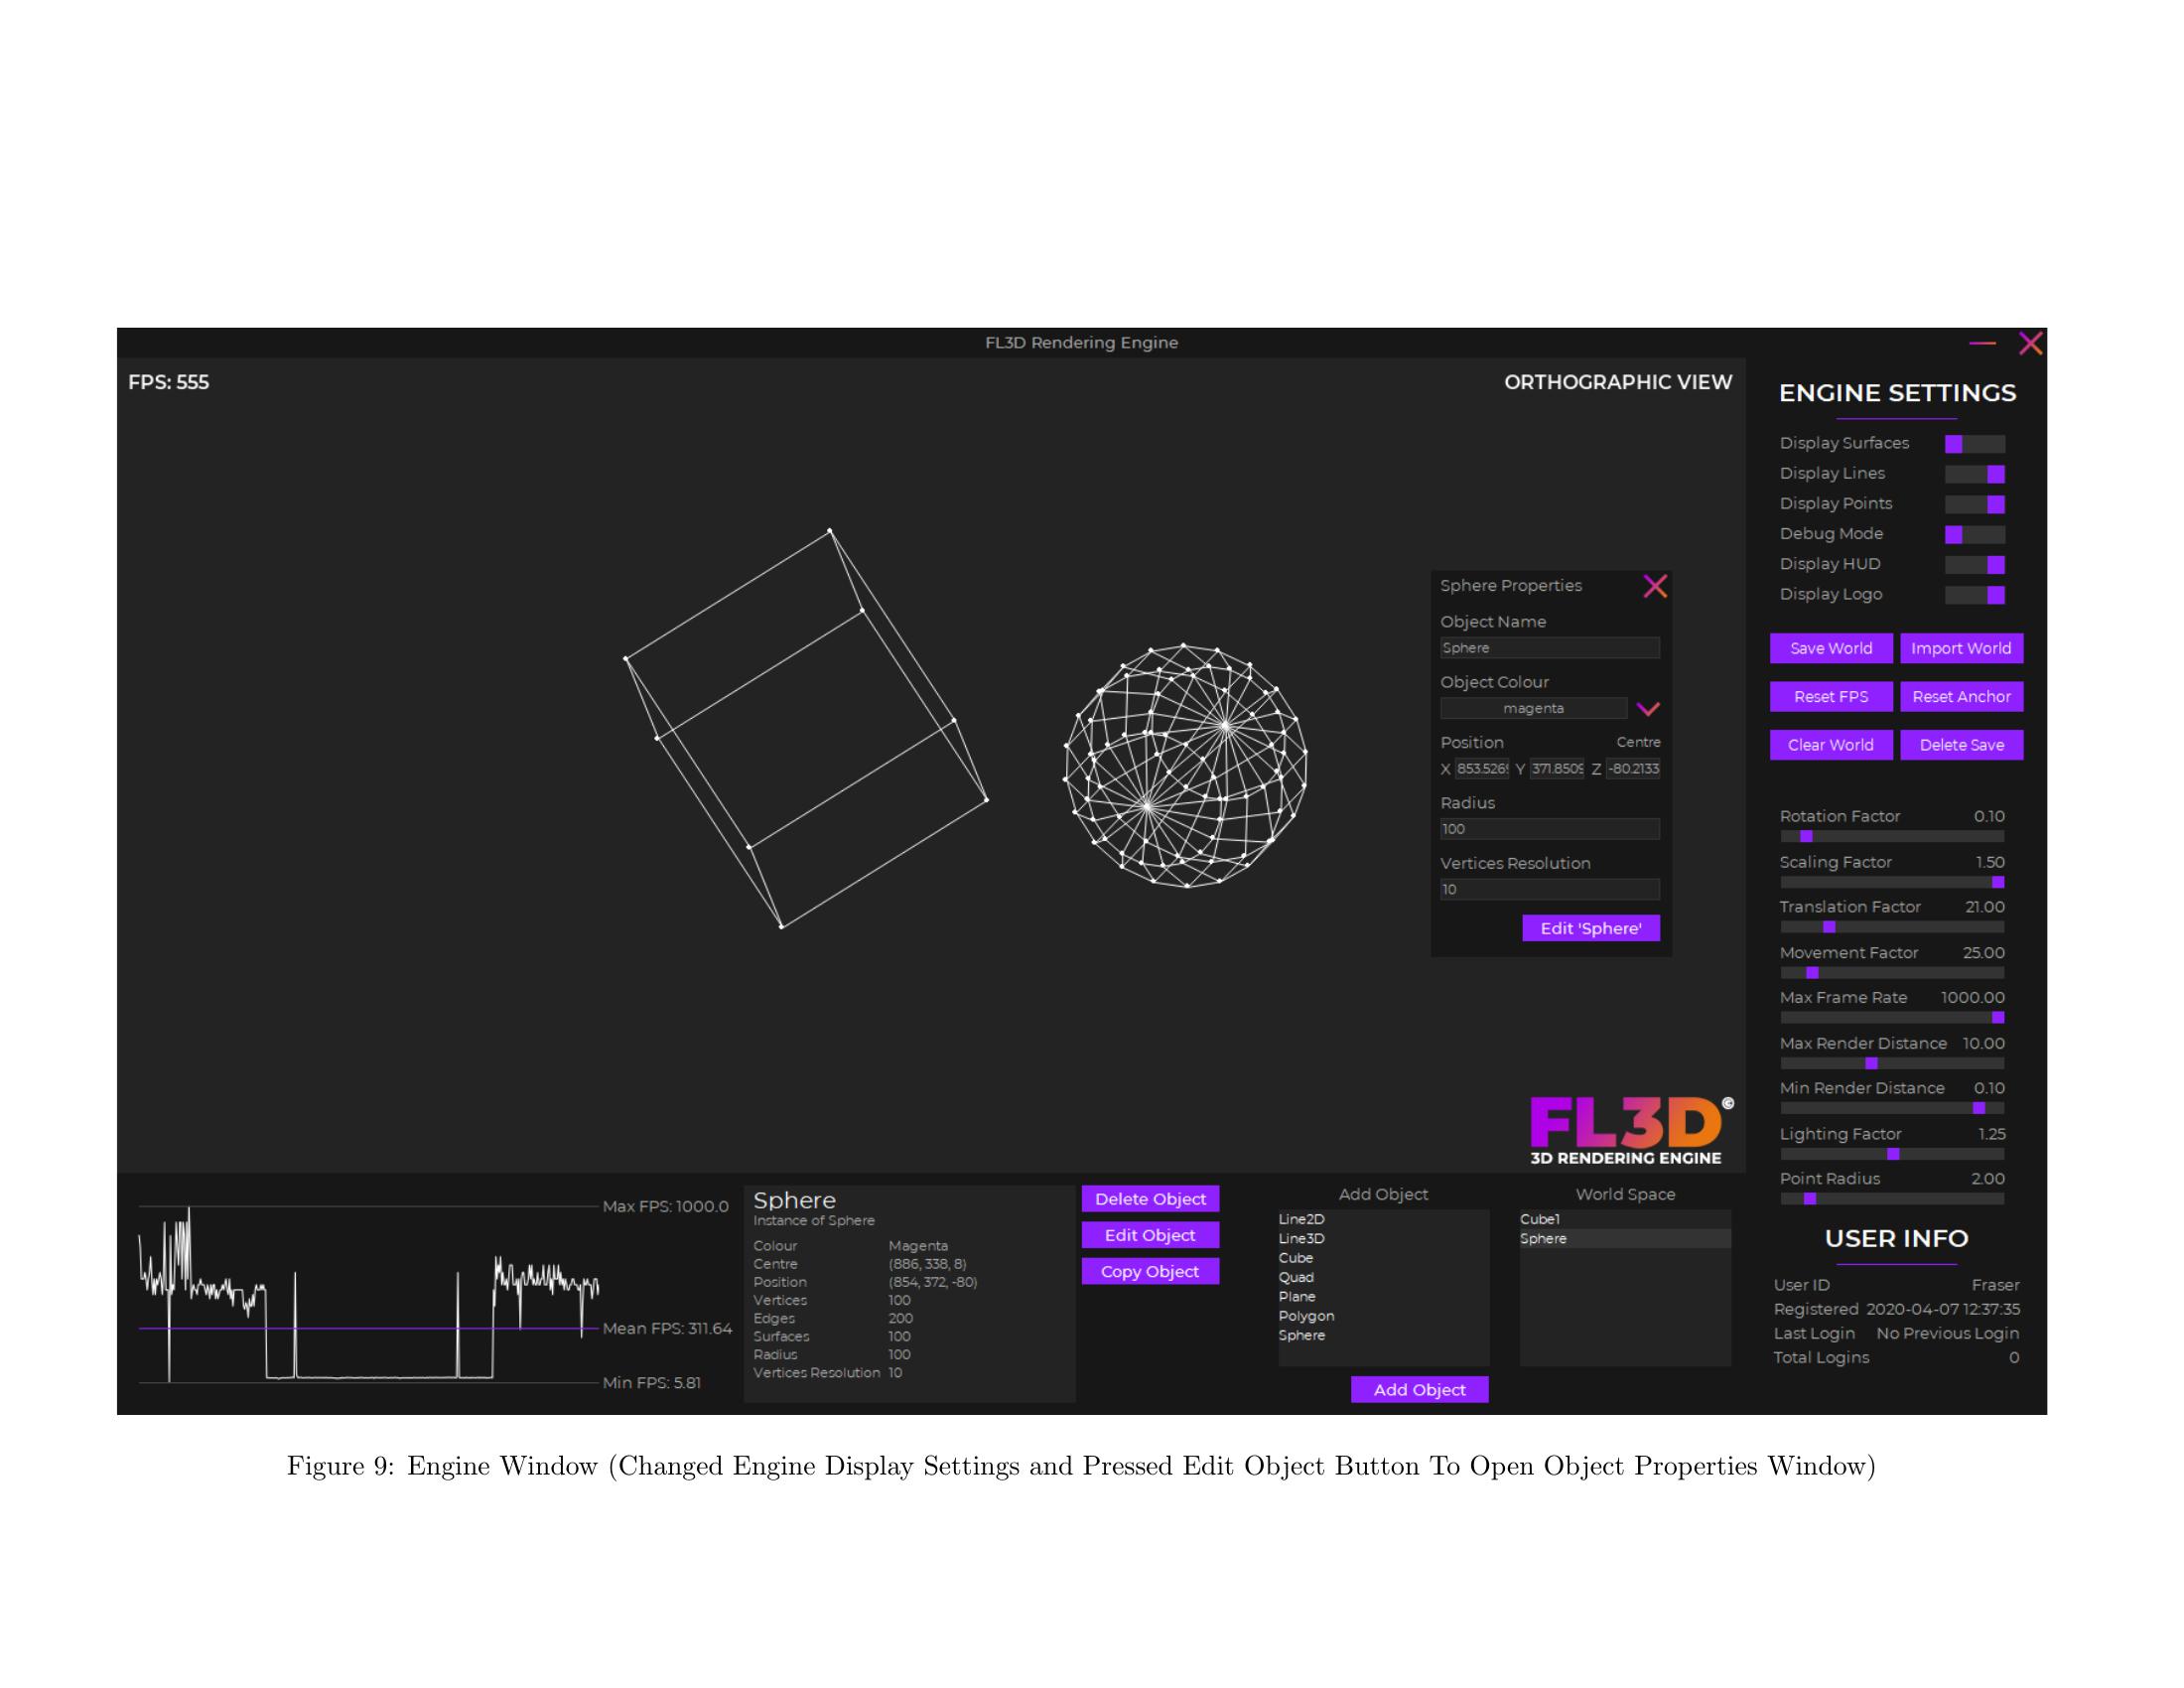 FL3D Rendering Engine
FPS: 555
ORTHOGRAPHIC VIEW
Sphere Properties
Object Name
Sphere
Object Colour
magenta
Position Centre
X 853.526 Y 371.8509 Z -80.2133
Radius
100
Vertices Resolution
10
Edit 'Sphere'
FL3D©
3D RENDERING ENGINE
ENGINE SETTINGS
Display Surfaces
Display Lines
Display Points
Debug Mode
Display HUD
Display Logo
Save World Import World
Reset FPS Reset Anchor
Clear World Delete Save
Rotation Factor 0.10
Scaling Factor 1.50
Translation Factor 21.00
Movement Factor 25.00
Max Frame Rate 1000.00
Max Render Distance 10.00
Min Render Distance 0.10
Lighting Factor 1.25
Point Radius 2.00
USER INFO
User ID Fraser
Registered 2020-04-07 12:37:35
Last Login No Previous Login
Total Logins 0
Max FPS: 1000.0
Mean FPS: 311.64
Min FPS: 5.81
Sphere
Instance of Sphere
Colour Magenta
Centre (886, 338, 8)
Position (854, 372, -80)
Vertices 100
Edges 200
Surfaces 100
Radius 100
Vertices Resolution 10
Delete Object
Edit Object
Copy Object
Add Object
Line2D
Line3D
Cube
Quad
Plane
Polygon
Sphere
Add Object
World Space
Cube1
Sphere
Figure 9: Engine Window (Changed Engine Display Settings and Pressed Edit Object Button To Open Object Properties Window)